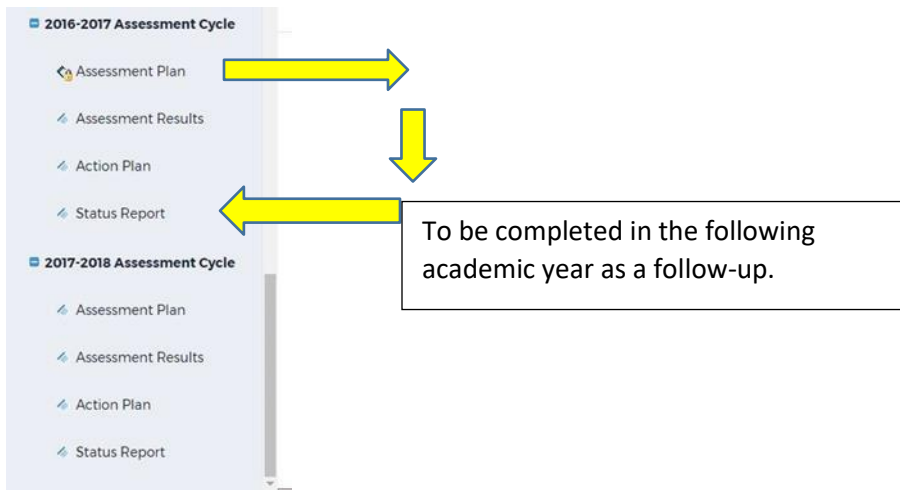 2016-2017 Assessment Cycle
Assessment Plan
Assessment Results
Action Plan
Status Report
To be completed in the following
academic year as a follow-up.
2017-2018 Assessment Cycle
Assessment Plan
Assessment Results
Action Plan
Status Report